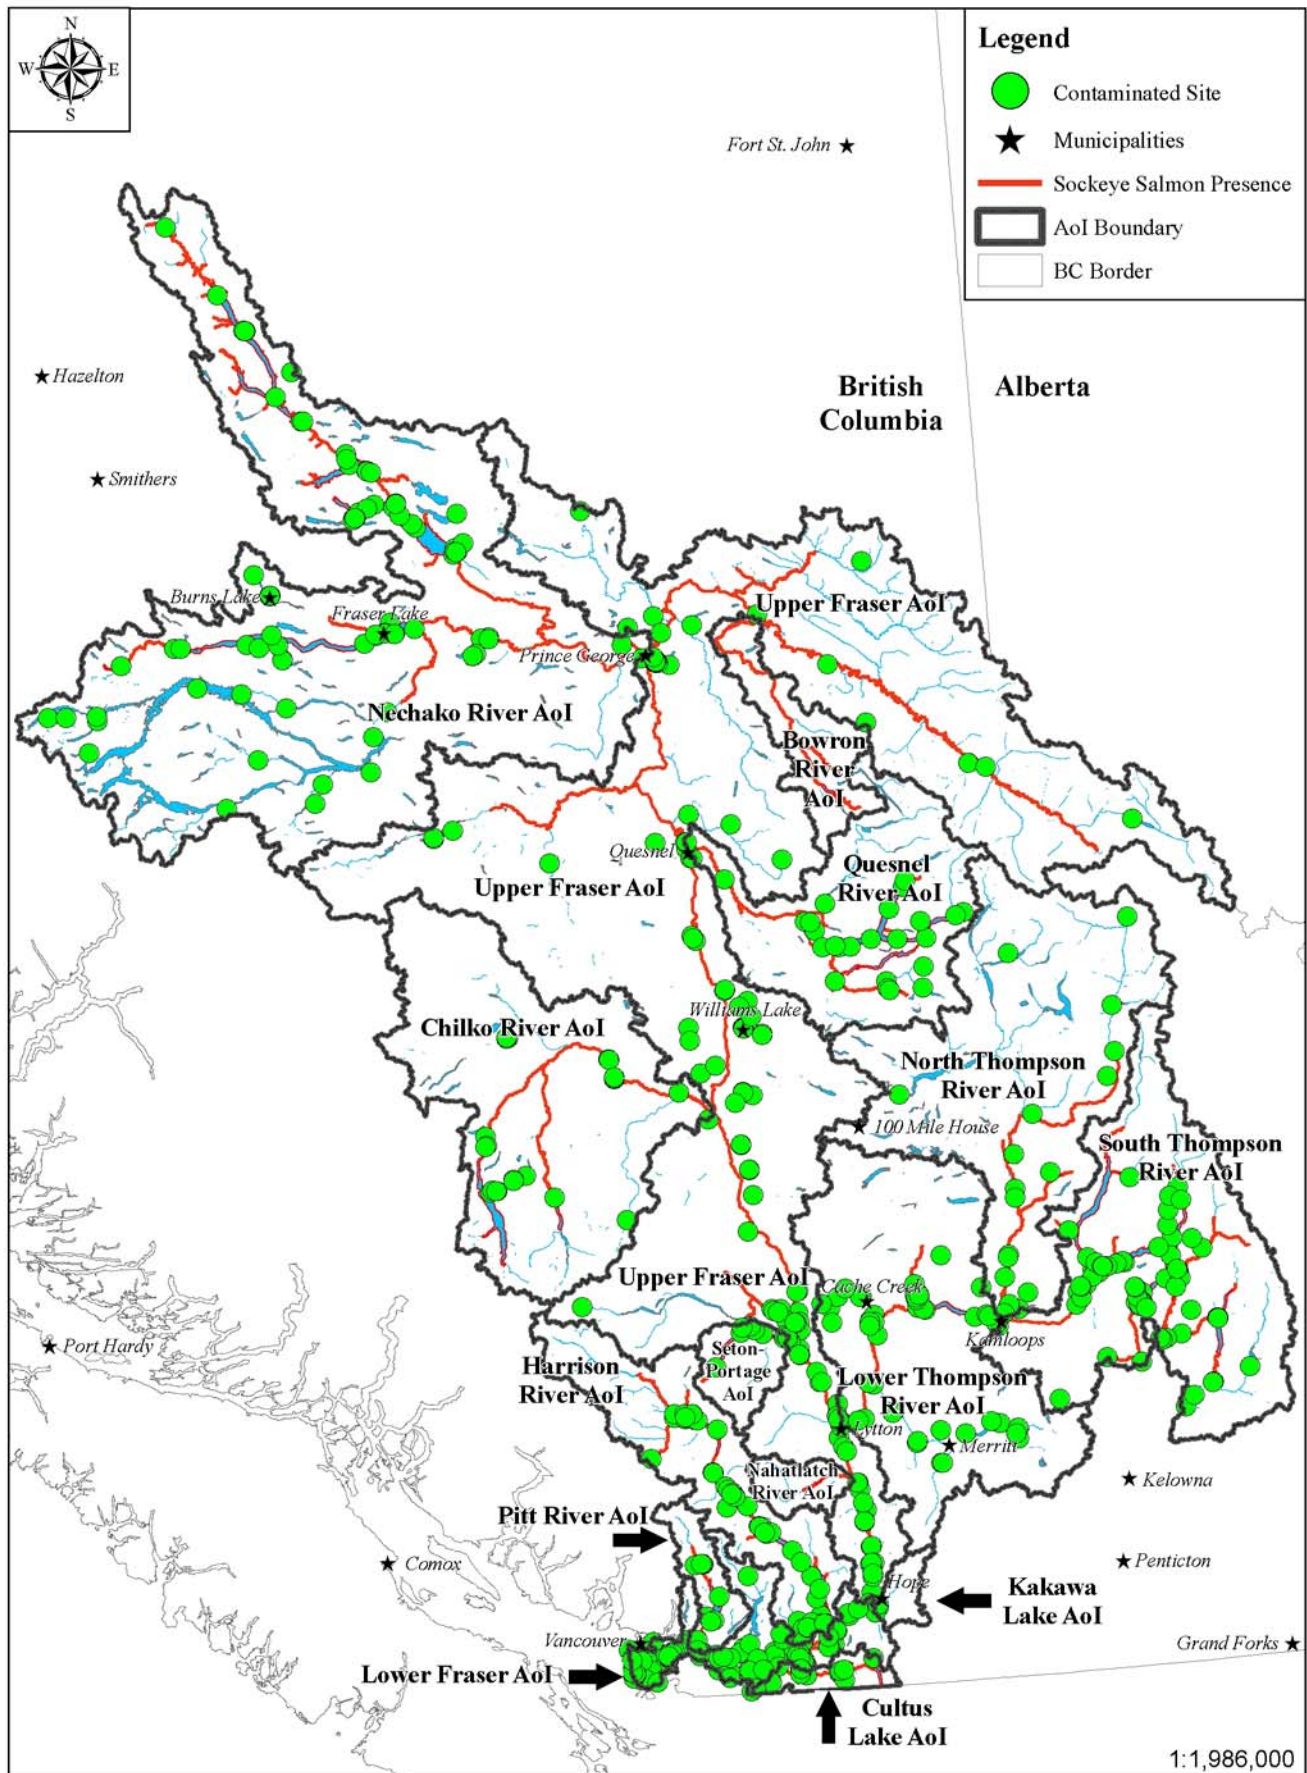 N
W
E
S
Legend
Contaminated Site
Municipalities
Sockeye Salmon Presence
AoI Boundary
BC Border
Fort St. John
Hazelton
British
Columbia
Alberta
Smithers
Burns Lake
Fraser Lake
Upper Fraser AoI
Prince George
Nechako River AoI
Bowron
River
AoI
Quesnel
Upper Fraser AoI
Quesnel
River AoI
Williams Lake
Chilko River AoI
North Thompson
River AoI
100 Mile House
South Thompson
River AoI
Upper Fraser AoI
Cache Creek
Port Hardy
Kamloops
Harrison
River AoI
Seton-
Portage
AoI
Lower Thompson
River AoI
Lytton
Merritt
Nahatlatch
River AoI
Kelowna
Pitt River AoI
Comox
Penticton
Hope
Kakawa
Lake AoI
Vancouver
Grand Forks
Lower Fraser AoI
Cultus
Lake AoI
1:1,986,000